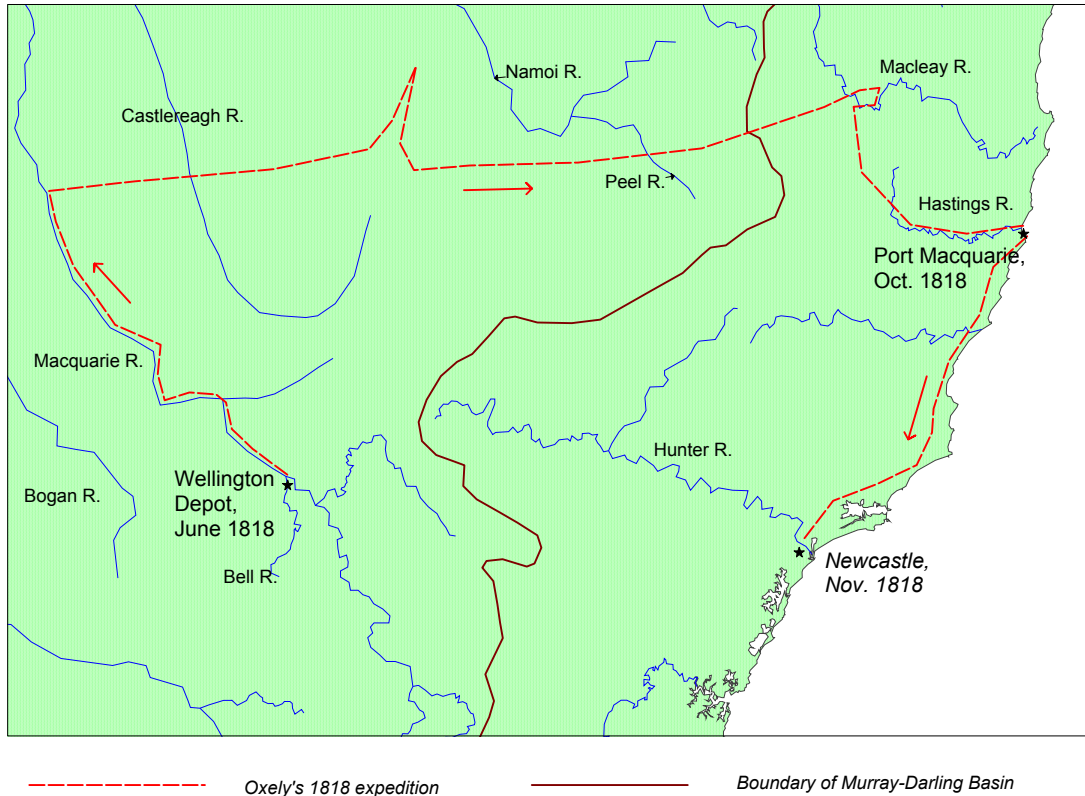 Macleay R.
Namoi R.
Castlereagh R.
Peel R.
Hastings R.
Port Macquarie,
Oct. 1818
Macquarie R.
Hunter R.
Wellington
Depot,
June 1818
Bogan R.
Bell R.
Newcastle,
Nov. 1818
Oxely's 1818 expedition
Boundary of Murray-Darling Basin